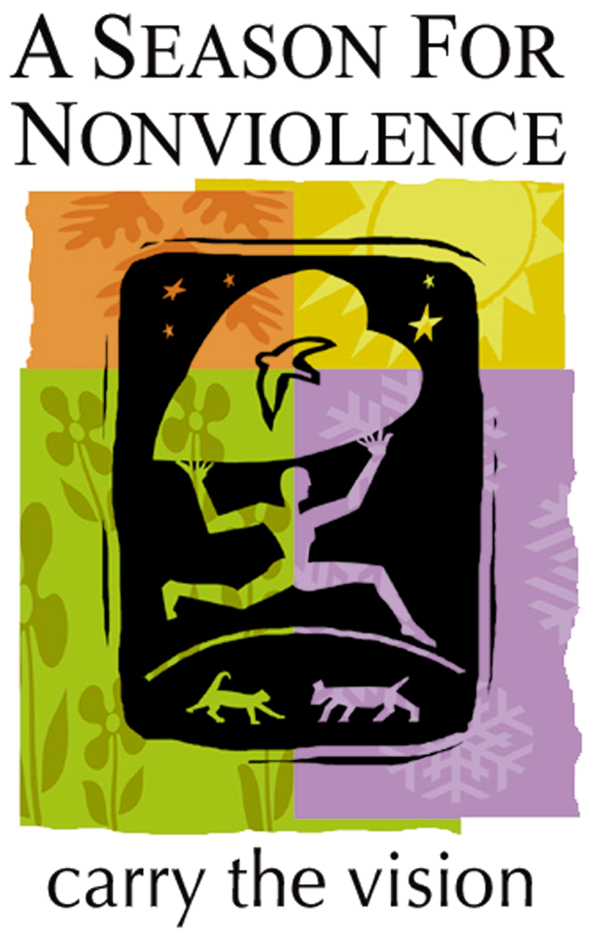 A SEASON FOR
NONVIOLENCE
carry the vision